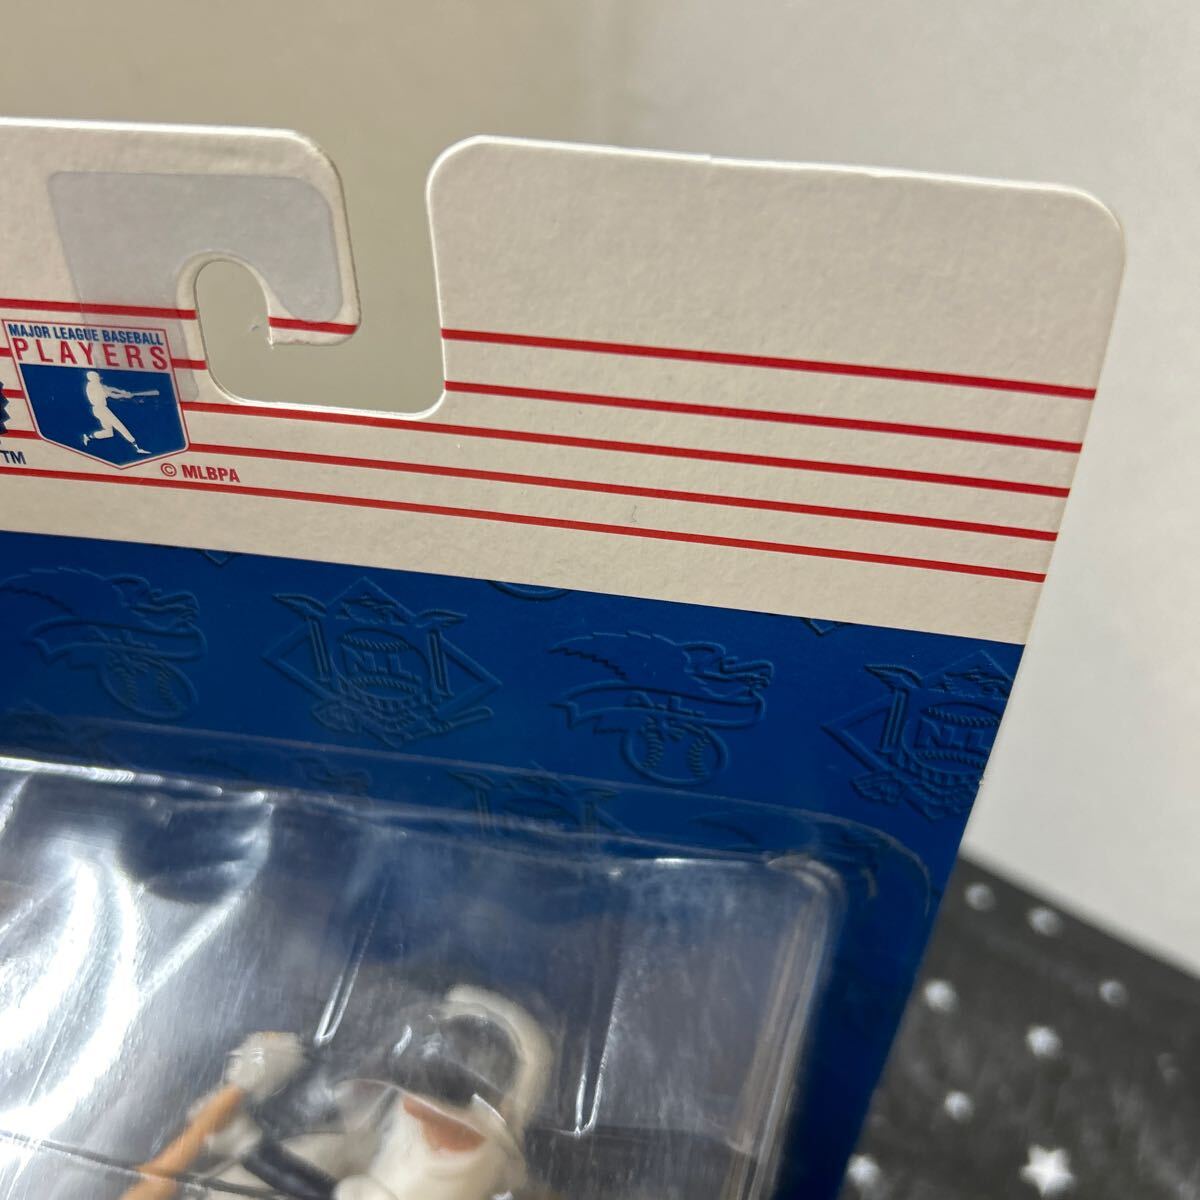 MAJOR LEAGUE BASEBALL
PLAYERS
TM
© MLBPA
N.L.
N.L.